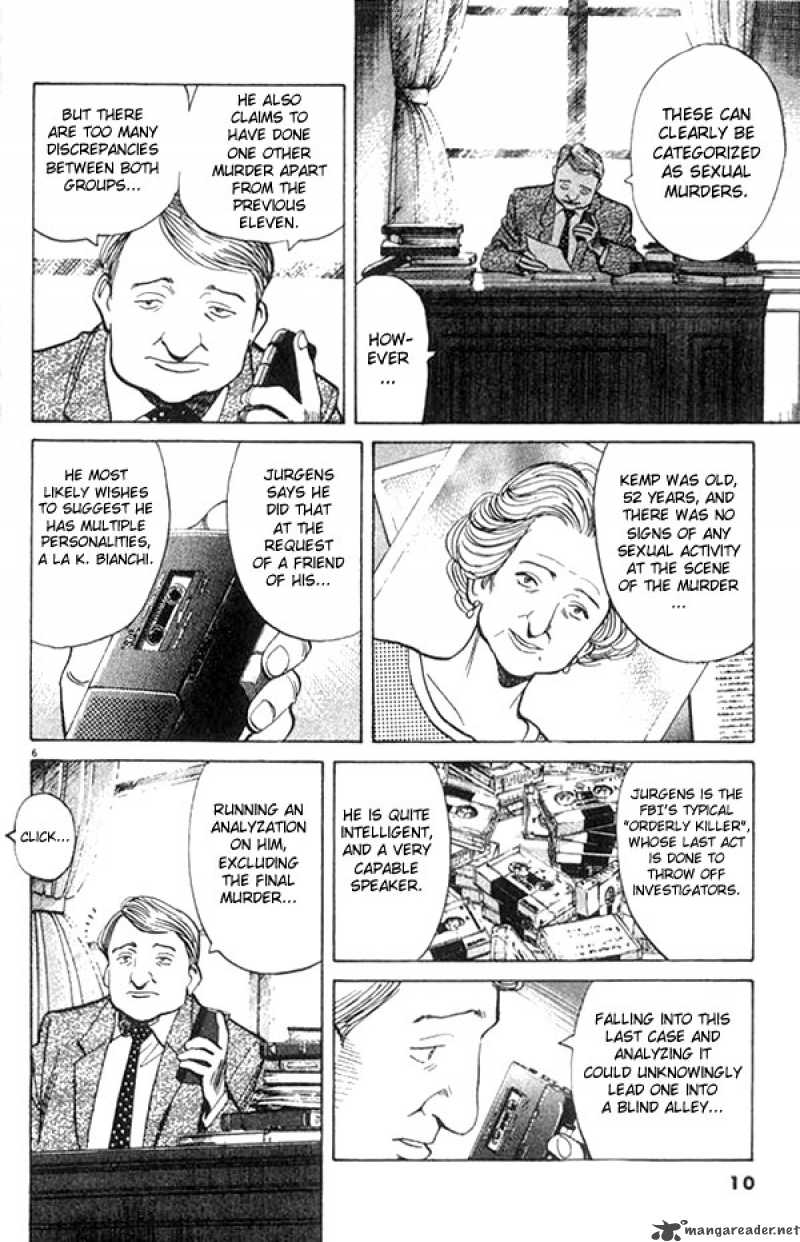 THESE CAN
CLEARLY BE
CATEGORIZED
AS SEXUAL
MURDERS.
HOW-
EVER
...
HE ALSO
CLAIMS TO
HAVE DONE
ONE OTHER
MURDER APART
FROM THE
PREVIOUS
ELEVEN.
BUT THERE
ARE TOO MANY
DISCREPANCIES
BETWEEN BOTH
GROUPS...
KEMP WAS OLD,
52 YEARS, AND
THERE WAS NO
SIGNS OF ANY
SEXUAL ACTIVITY
AT THE SCENE
OF THE MURDER
...
JURGENS
SAYS HE
DID THAT
AT THE
REQUEST
OF A FRIEND
OF HIS...
HE MOST
LIKELY WISHES
TO SUGGEST HE
HAS MULTIPLE
PERSONALITIES,
A LA K. BIANCHI.
6
JURGENS IS THE
FBI'S TYPICAL
"ORDERLY KILLER",
WHOSE LAST ACT
IS DONE TO
THROW OFF
INVESTIGATORS.
HE IS QUITE
INTELLIGENT,
AND A VERY
CAPABLE
SPEAKER.
FALLING INTO THIS
LAST CASE AND
ANALYZING IT
COULD UNKNOWINGLY
LEAD ONE INTO
A BLIND ALLEY...
RUNNING AN
ANALYZATION
ON HIM,
EXCLUDING
THE FINAL
MURDER...
CLICK...
10
mangareader.net